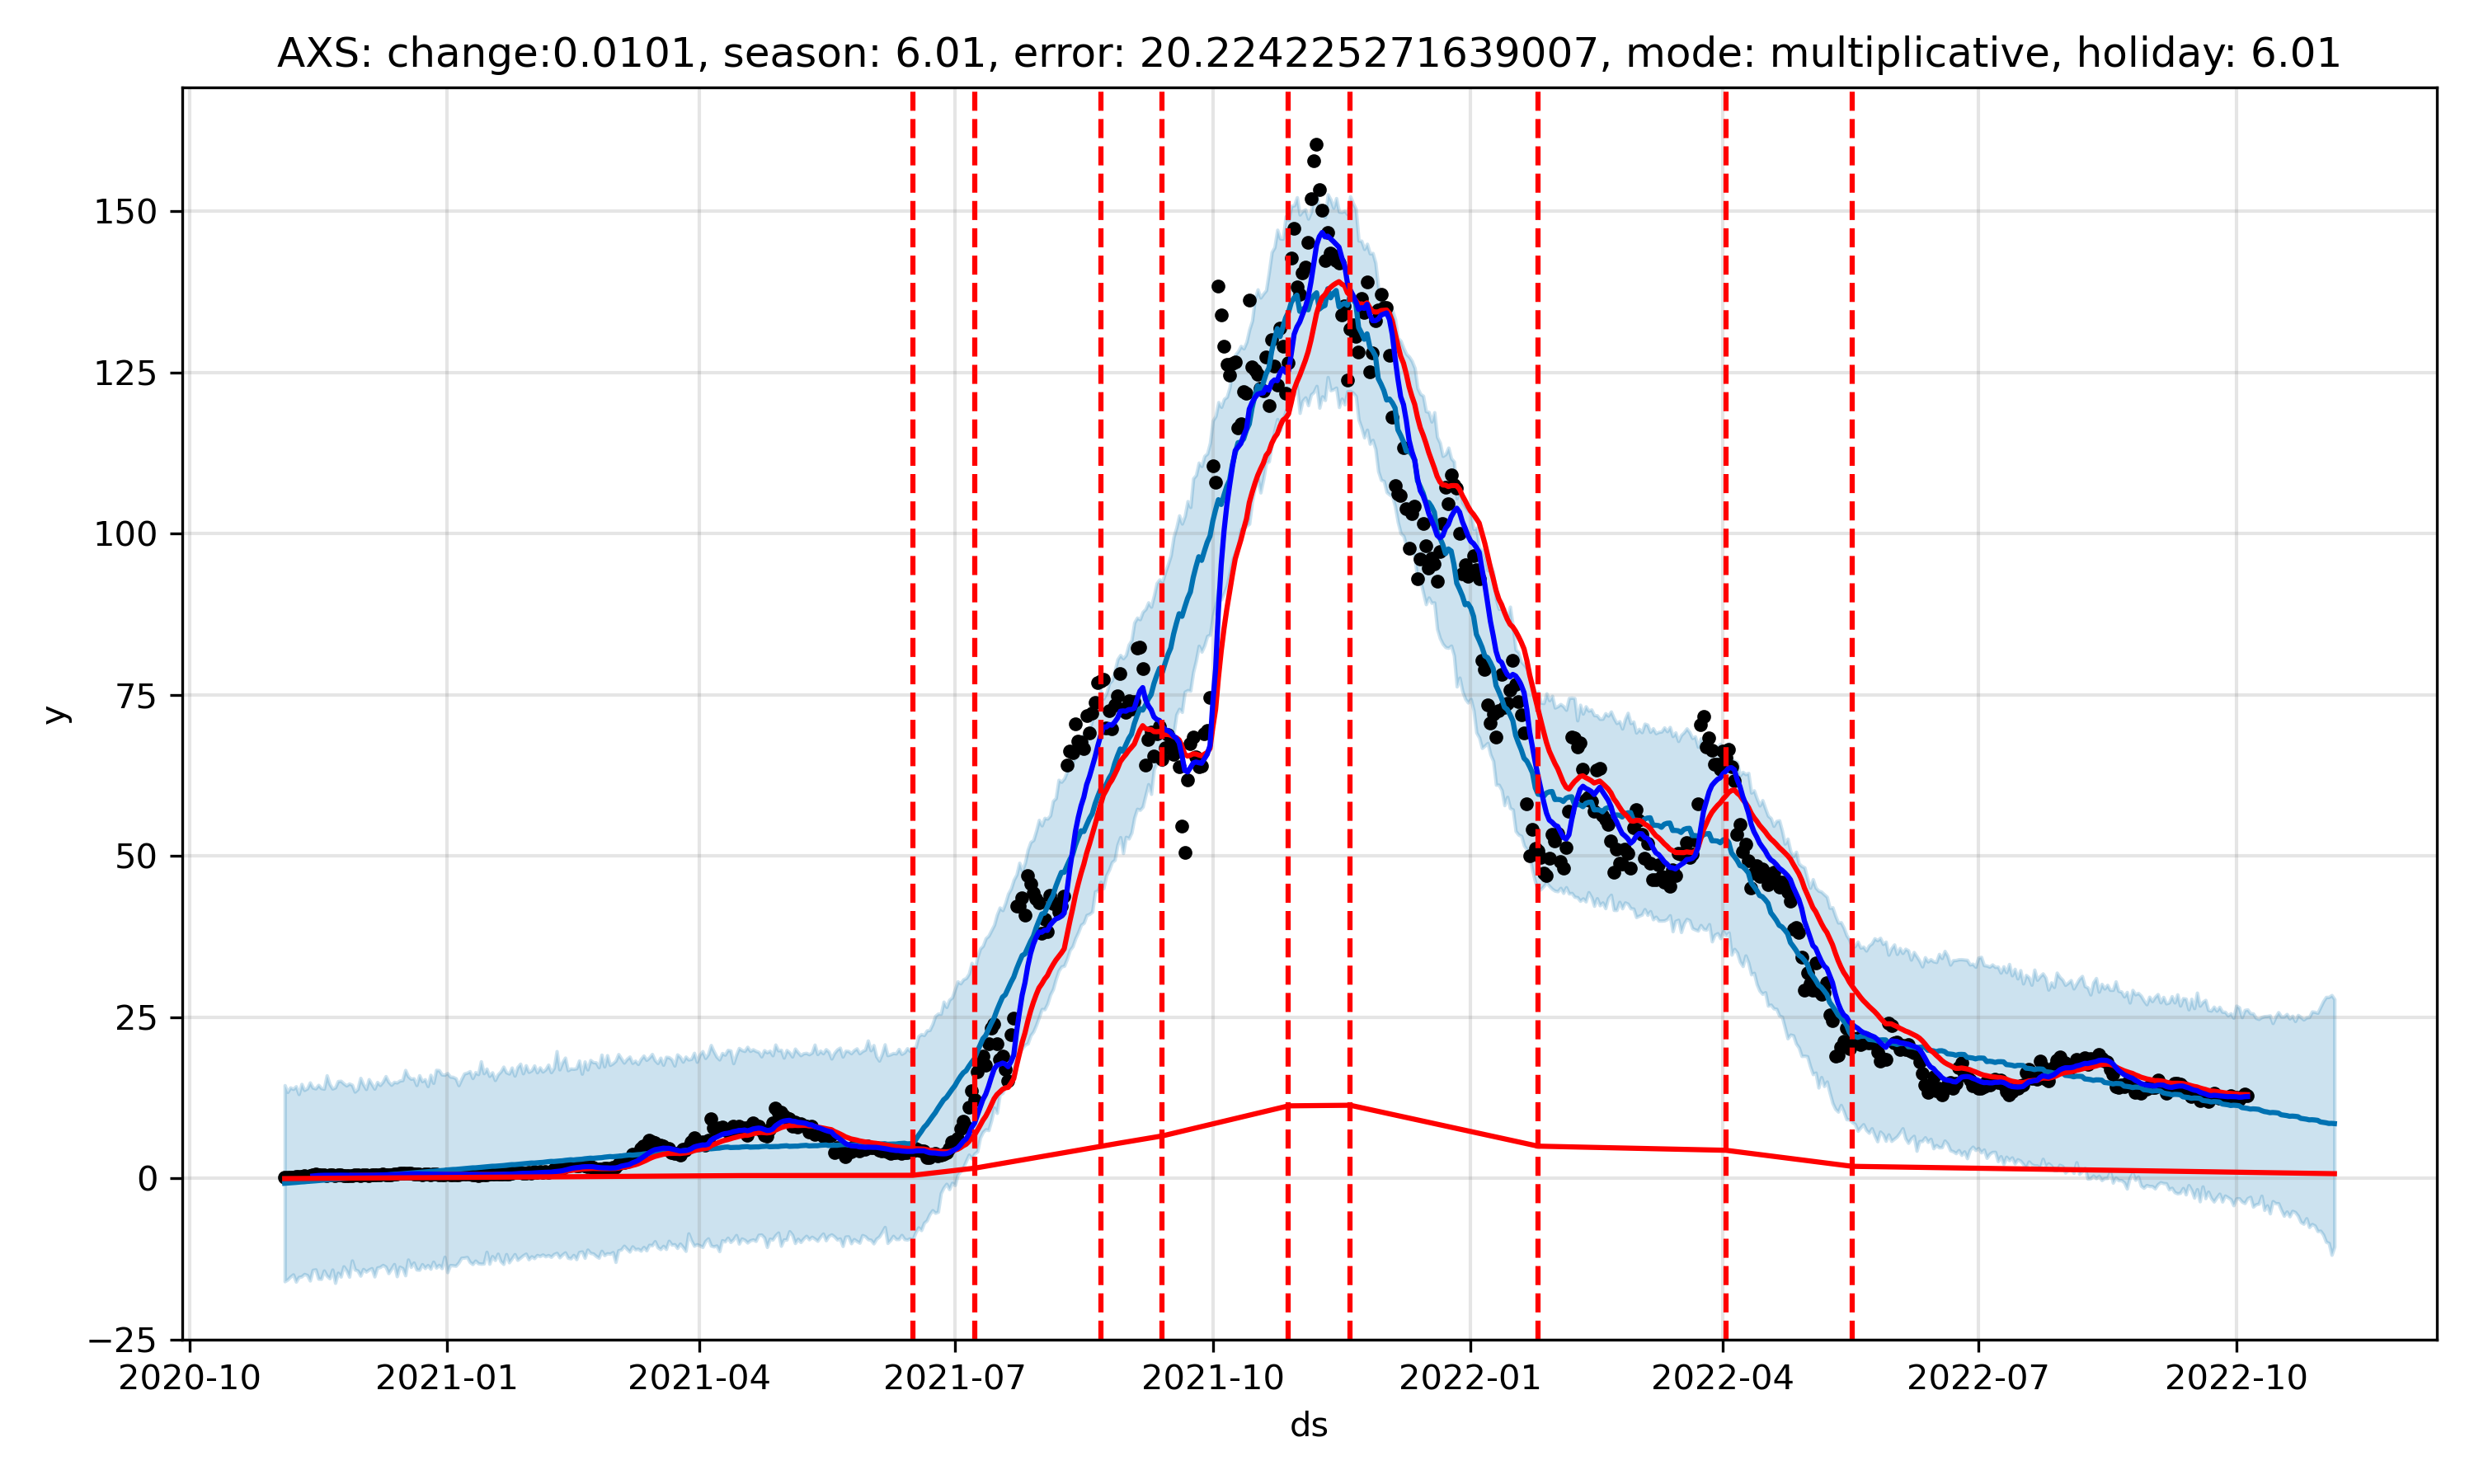 AXS: change:0.0101, season: 6.01, error: 20.224225271639007, mode: multiplicative, holiday: 6.01
150
125
100
75
50
25
0
−25
y
2020-10 2021-01 2021-04 2021-07 2021-10 2022-01 2022-04 2022-07 2022-10
ds